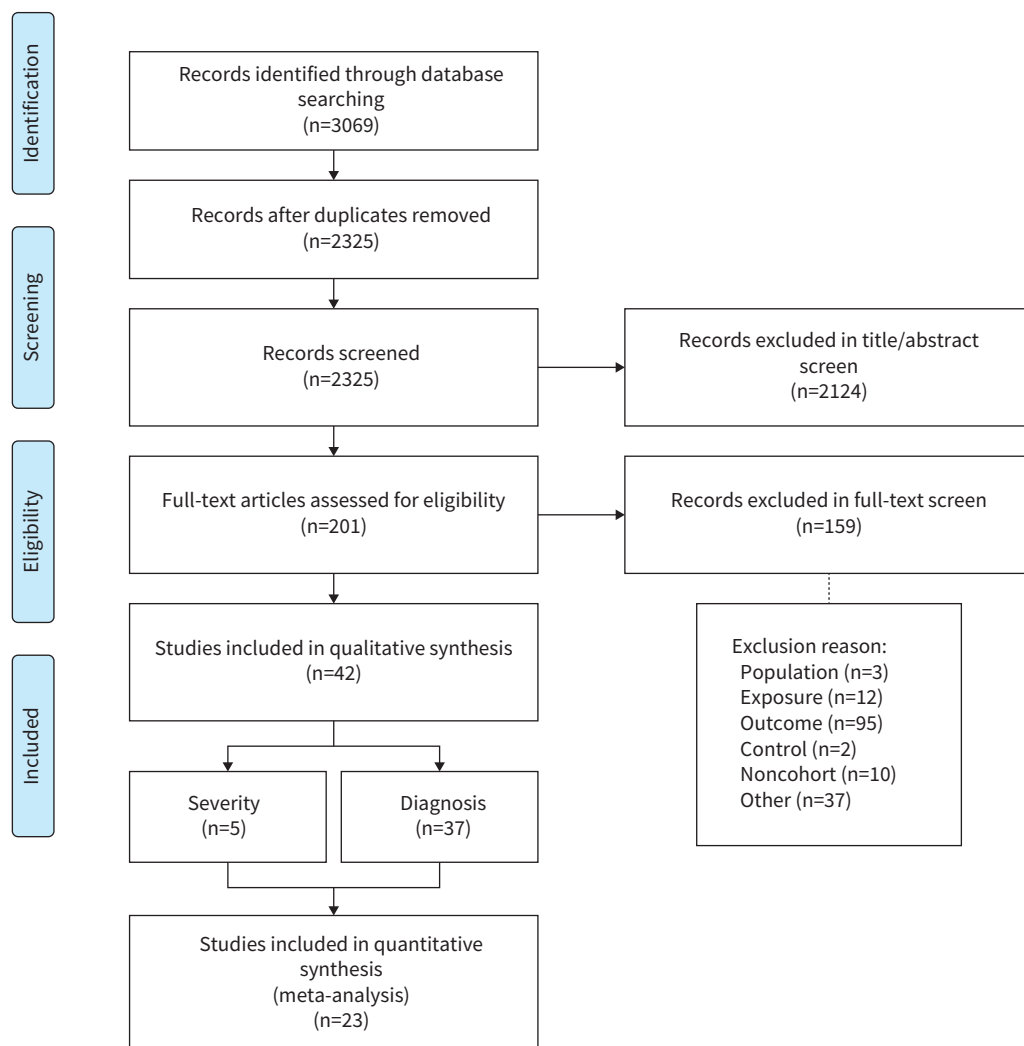 Identification
Records identified through database
searching
(n=3069)
Records after duplicates removed
(n=2325)
Screening
Records screened
(n=2325)
Records excluded in title/abstract
screen
(n=2124)
Eligibility
Full-text articles assessed for eligibility
(n=201)
Records excluded in full-text screen
(n=159)
Exclusion reason:
Population (n=3)
Exposure (n=12)
Outcome (n=95)
Control (n=2)
Noncohort (n=10)
Other (n=37)
Included
Studies included in qualitative synthesis
(n=42)
Severity
(n=5)
Diagnosis
(n=37)
Studies included in quantitative
synthesis
(meta-analysis)
(n=23)